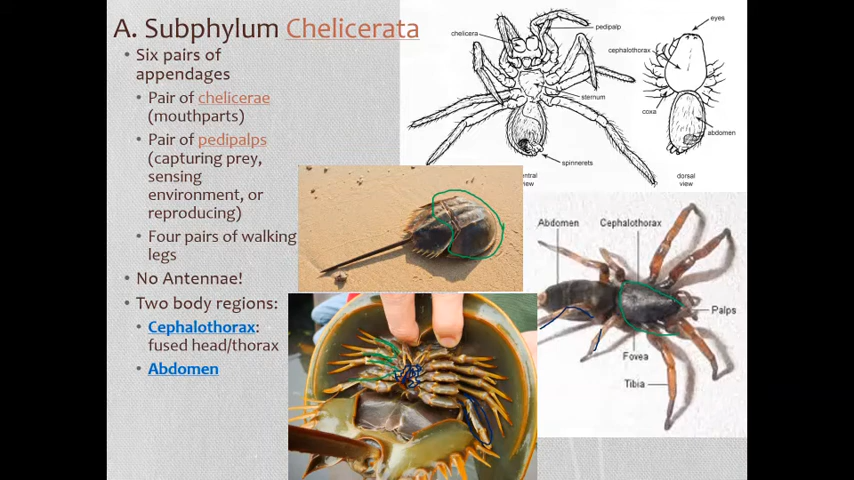 A. Subphylum Chelicerata
• Six pairs of
appendages
• Pair of chelicerae
(mouthparts)
• Pair of pedipalps
(capturing prey,
sensing
environment, or
reproducing)
• Four pairs of walking
legs
• No Antennae!
• Two body regions:
• Cephalothorax:
fused head/thorax
• Abdomen
chelicera
pedipalp
sternum
spinnerets
view
eyes
cephalothorax
coxa
abdomen
dorsal
view
Abdomen
Cephalothorax
Palps
Fovea
Tibia